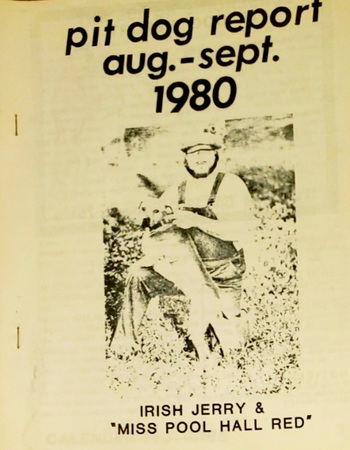 pit dog report
aug.-sept.
1980
IRISH JERRY &
"MISS POOL HALL RED"